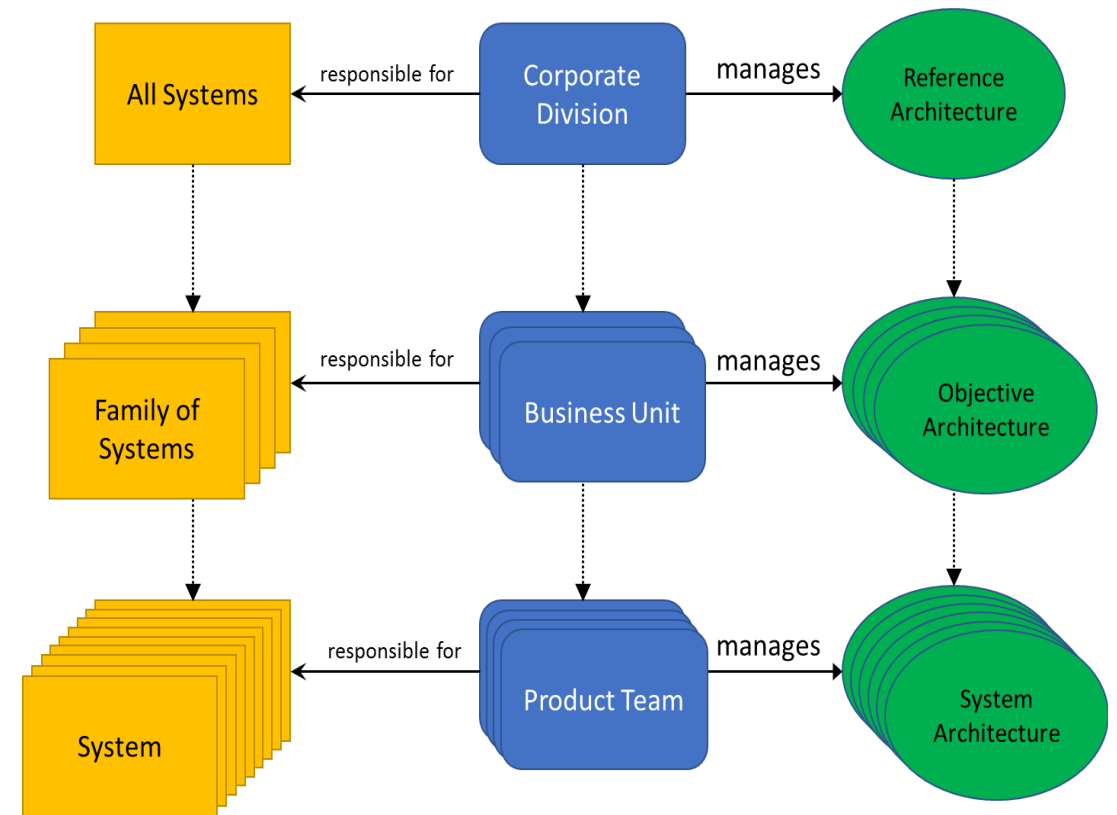 All Systems
responsible for
Corporate
Division
manages
Reference
Architecture
Family of
Systems
responsible for
Business Unit
manages
Objective
Architecture
System
responsible for
Product Team
manages
System
Architecture